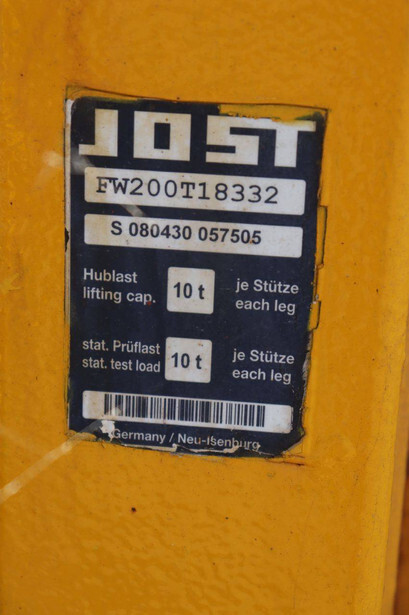 JOST
FW200T18332
S 080430 057505
Hublast 10 t je Stütze
lifting cap. each leg
stat. Prüflast 10 t je Stütze
stat. test load each leg
Germany / Neu-Isenburg